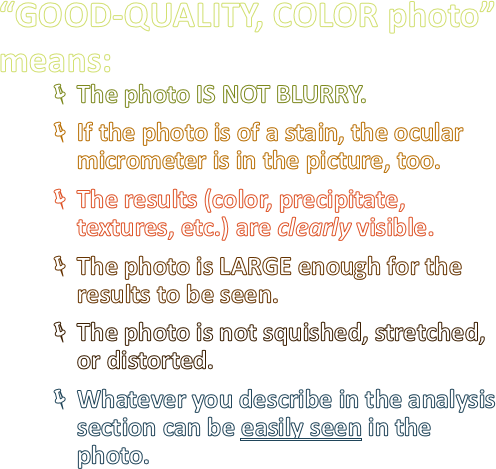 “GOOD-QUALITY, COLOR photo”
means:
The photo IS NOT BLURRY.
If the photo is of a stain, the ocular
micrometer is in the picture, too.
The results (color, precipitate,
textures, etc.) are clearly visible.
The photo is LARGE enough for the
results to be seen.
The photo is not squished, stretched,
or distorted.
Whatever you describe in the analysis
section can be easily seen in the
photo.